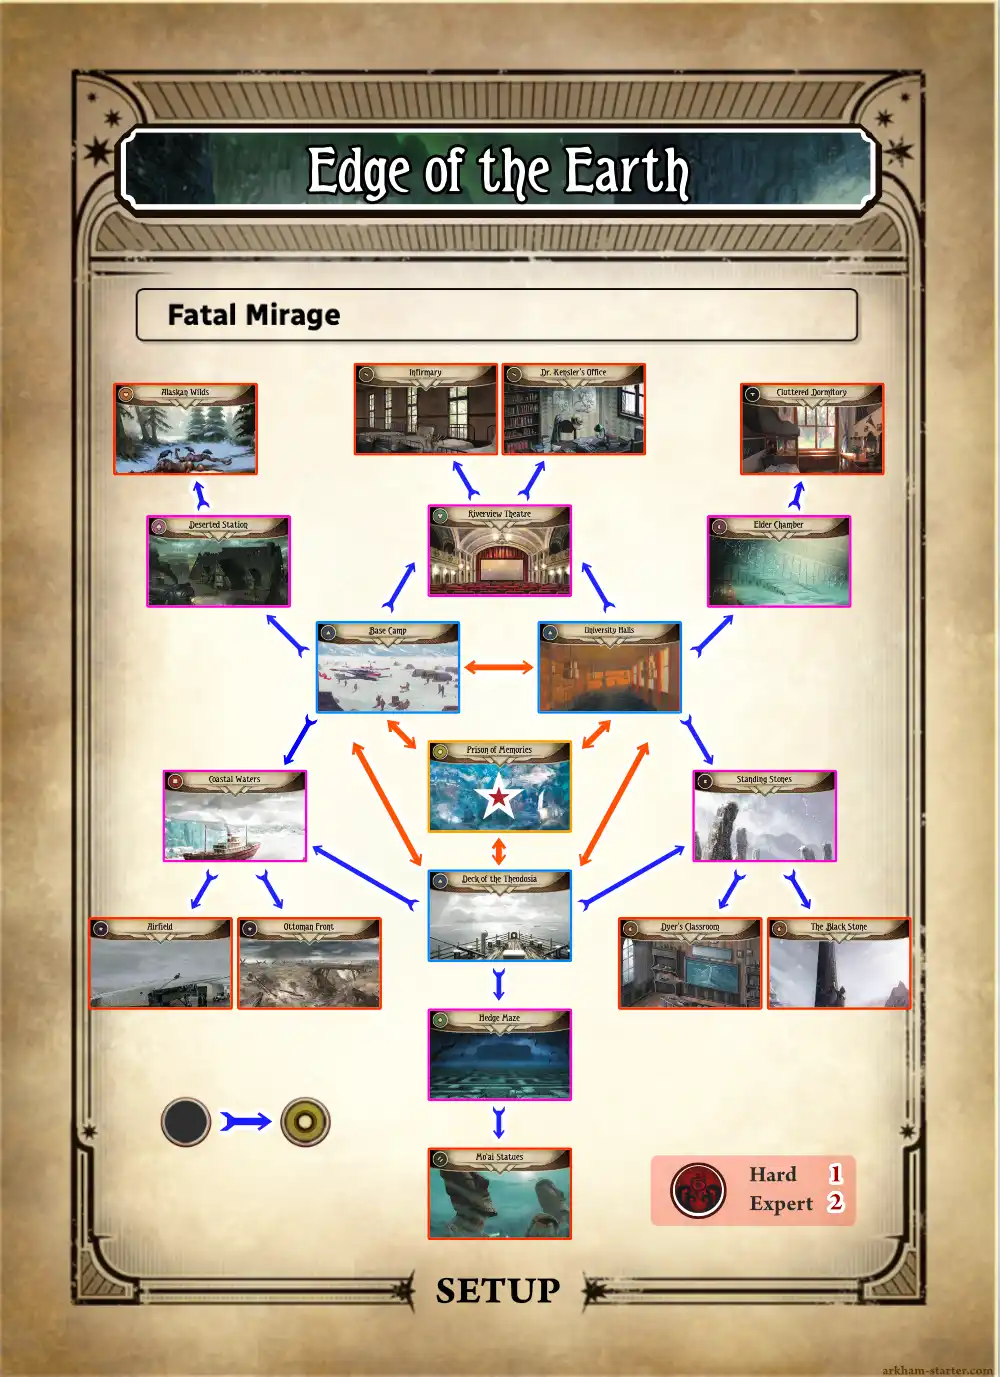 Edge of the Earth
Fatal Mirage
Infirmary
Dr. Kensler's Office
Alaskan Wilds
Cluttered Dormitory
Riverview Theatre
Deserted Station
Elder Chamber
Base Camp
University Halls
Prison of Memories
Coastal Waters
Standing Stones
Deck of the Theodosia
Airfield
Ottoman Front
Dyer's Classroom
The Black Stone
Hedge Maze
Mo'ai Statues
Hard 1
Expert 2
SETUP
arkham-starter.com